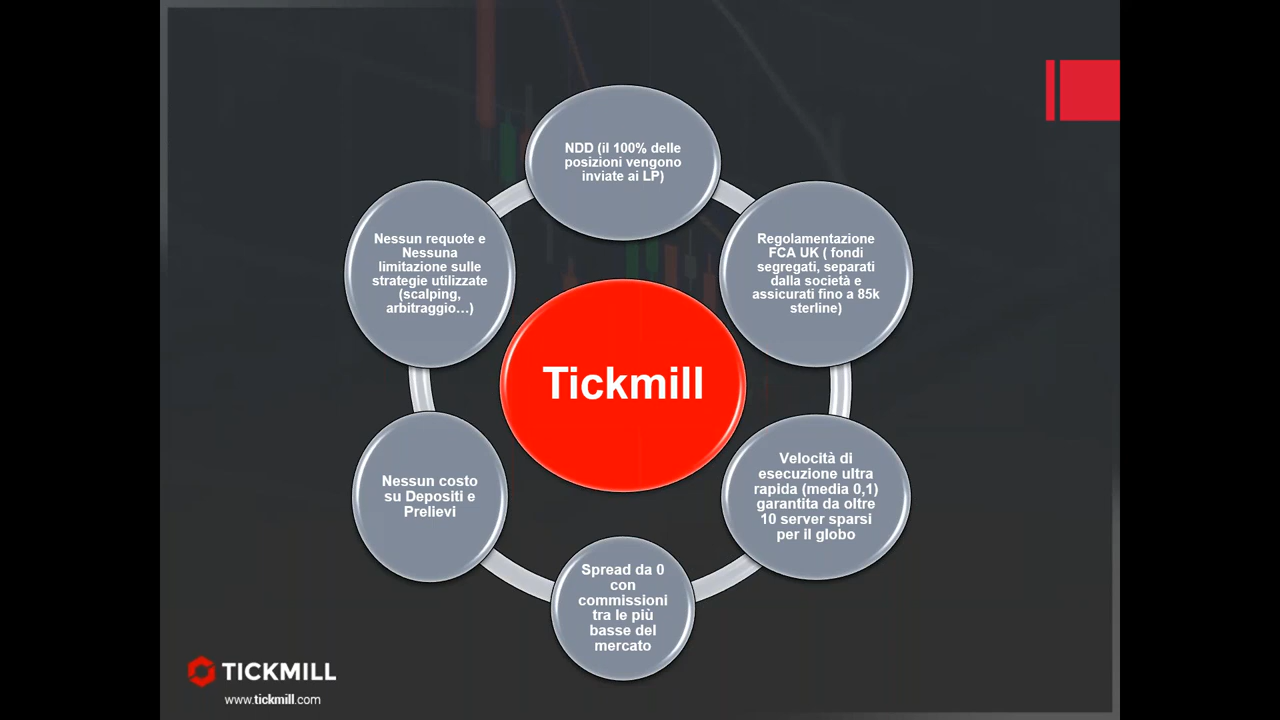 NDD (il 100% delle
posizioni vengono
inviate ai LP)
Regolamentazione
FCA UK ( fondi
segregati, separati
dalla società e
assicurati fino a 85k
sterline)
Velocità di
esecuzione ultra
rapida (media 0,1)
garantita da oltre
10 server sparsi
per il globo
Spread da 0
con
commissioni
tra le più
basse del
mercato
Nessun costo
su Depositi e
Prelievi
Nessun requote e
Nessuna
limitazione sulle
strategie utilizzate
(scalping,
arbitraggio...)
Tickmill
TICKMILL
www.tickmill.com